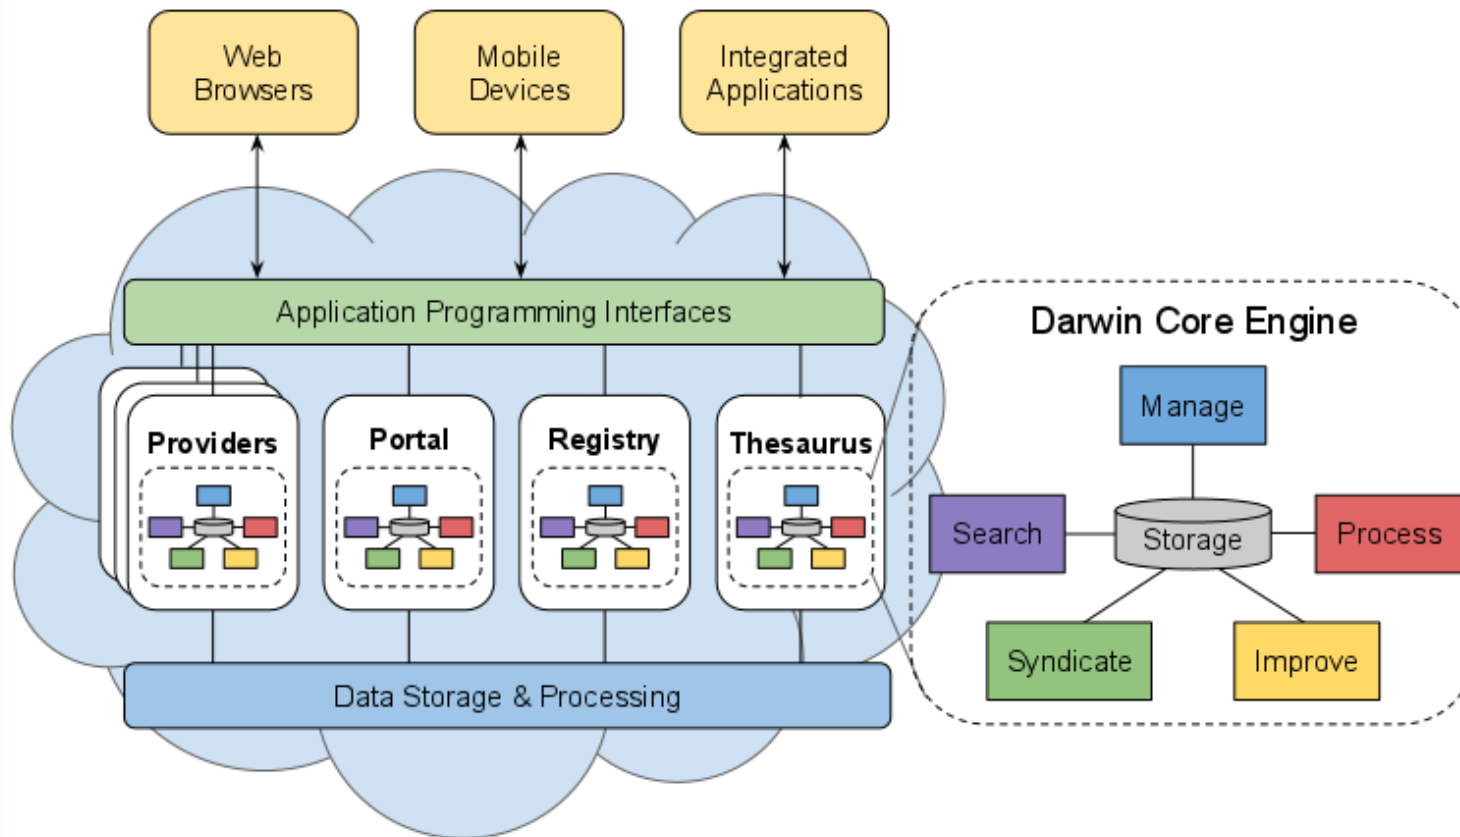 Web
Browsers
Mobile
Devices
Integrated
Applications
Application Programming Interfaces
Darwin Core Engine
Providers
Portal
Registry
Thesaurus
Manage
Search
Storage
Process
Syndicate
Improve
Data Storage & Processing